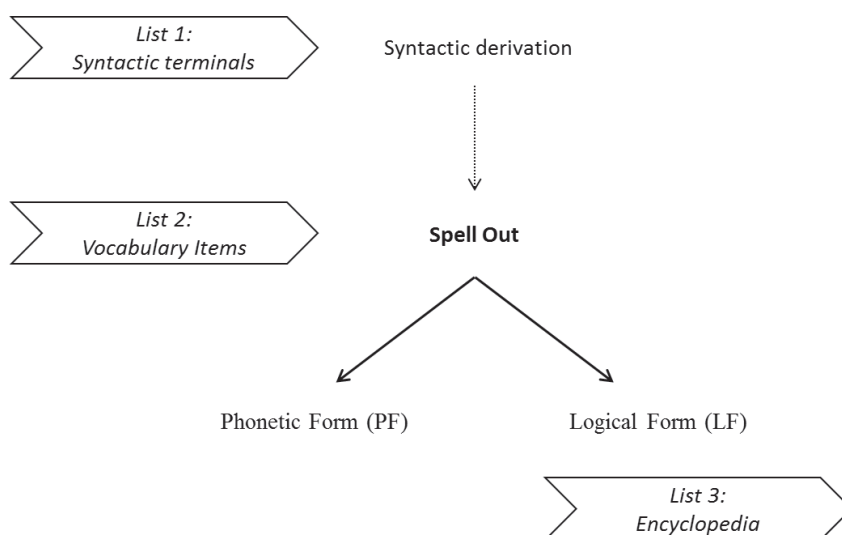 List 1:
Syntactic terminals
Syntactic derivation
List 2:
Vocabulary Items
Spell Out
Phonetic Form (PF)
Logical Form (LF)
List 3:
Encyclopedia